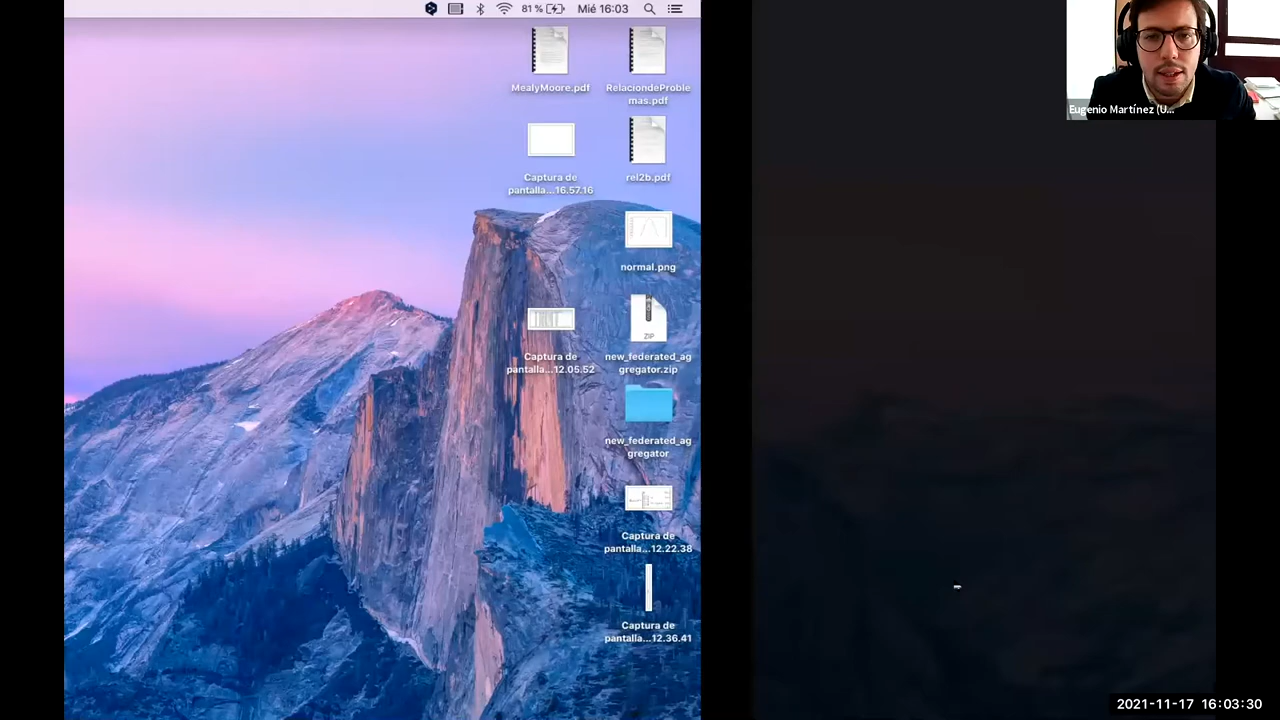 81 %
Mié 16:03
MealyMoore.pdf
RelaciondeProble
mas.pdf
Captura de
pantalla...16.57.16
rel2b.pdf
normal.png
Captura de
pantalla...12.05.52
ZIP
new_federated_ag
gregator.zip
new_federated_ag
gregator
Captura de
pantalla...12.22.38
Captura de
pantalla...12.36.41
Eugenio Martínez (U...
2021-11-17 16:03:30